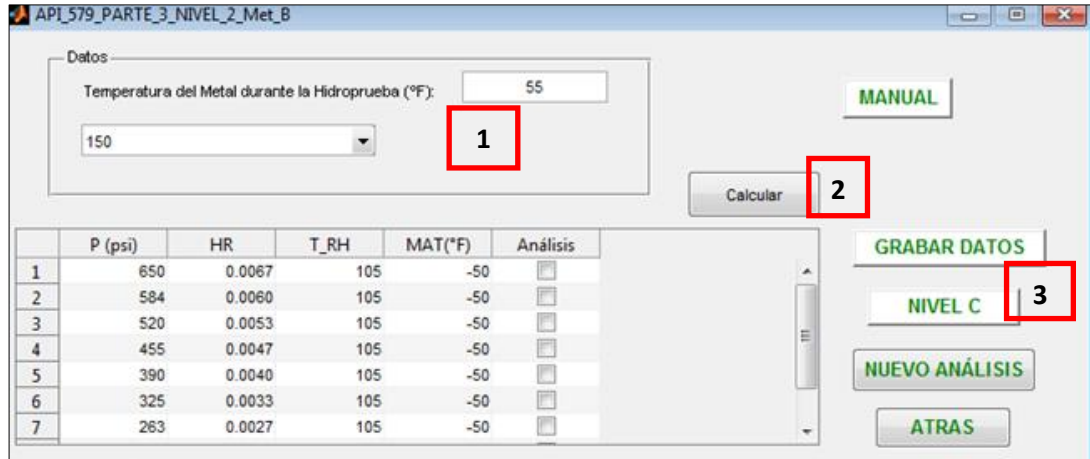 API_579_PARTE_3_NIVEL_2_Met_B
Datos
Temperatura del Metal durante la Hidroprueba (ºF): 55
150
1
MANUAL
Calcular
2
P (psi) HR T_RH MAT(°F) Análisis
1 650 0.0067 105 -50
2 584 0.0060 105 -50
3 520 0.0053 105 -50
4 455 0.0047 105 -50
5 390 0.0040 105 -50
6 325 0.0033 105 -50
7 263 0.0027 105 -50
GRABAR DATOS
NIVEL C
3
NUEVO ANÁLISIS
ATRAS